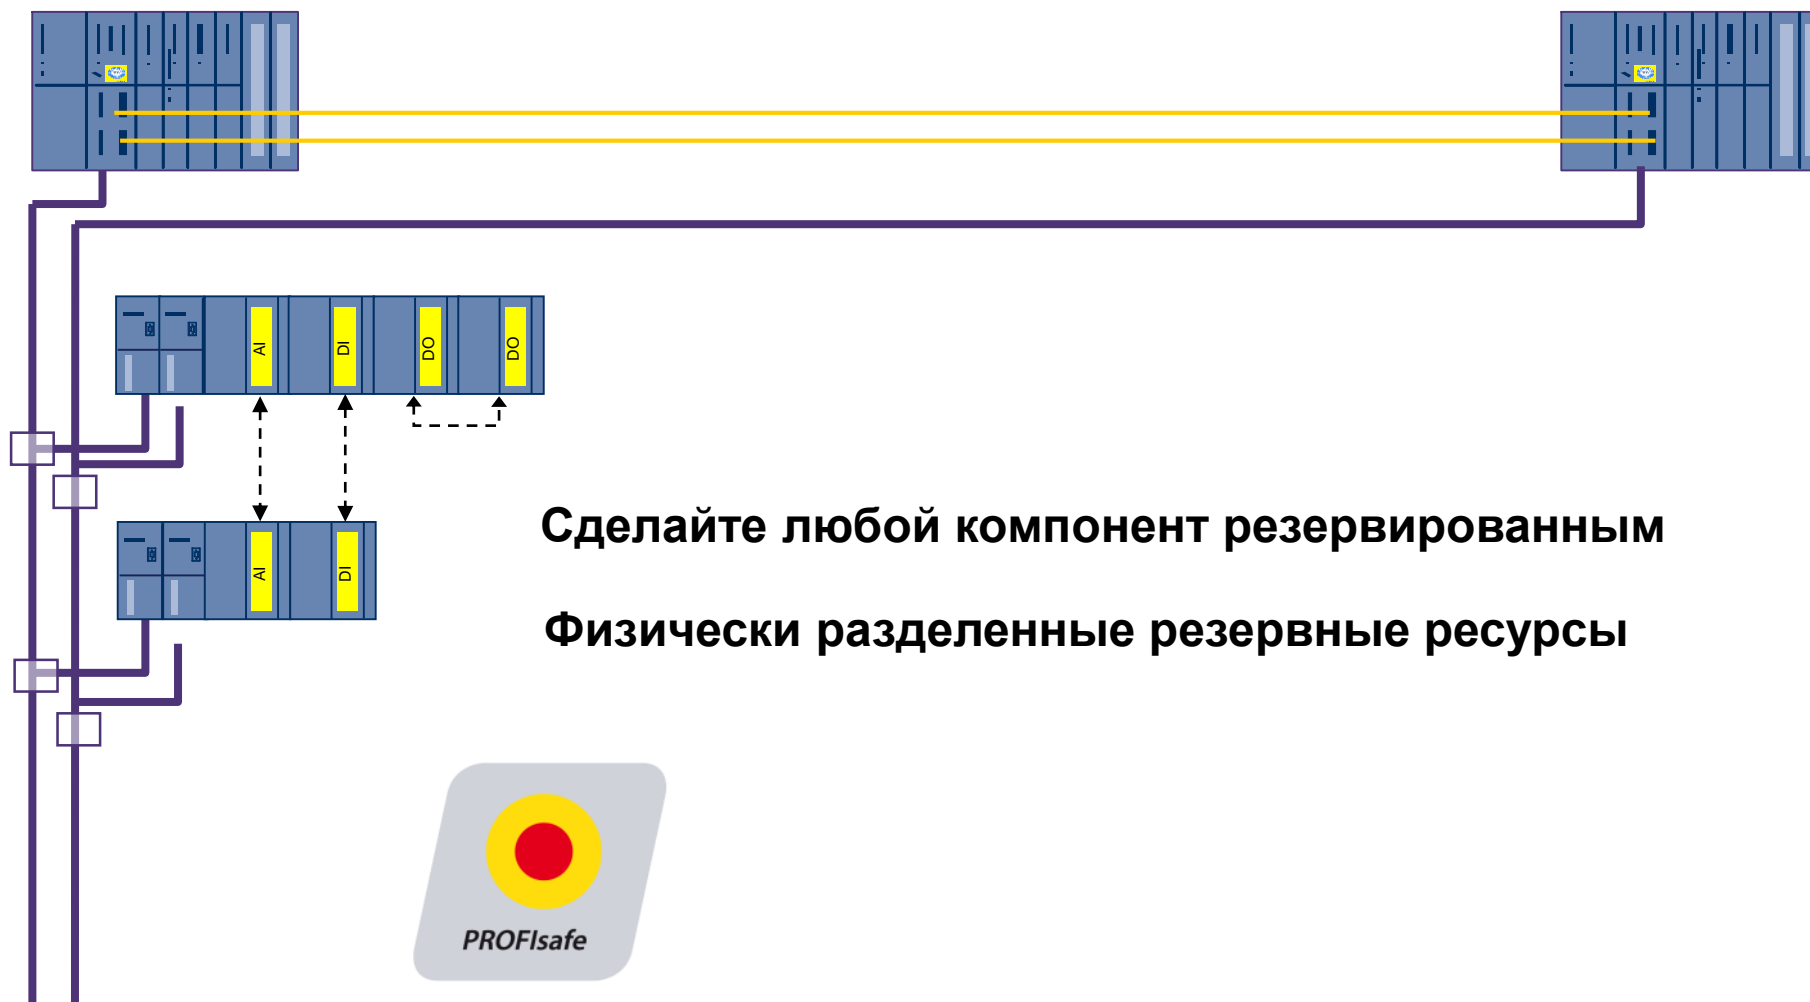 AI
DI
DO
DO
AI
DI
Сделайте любой компонент резервированным
Физически разделенные резервные ресурсы
PROFIsafe